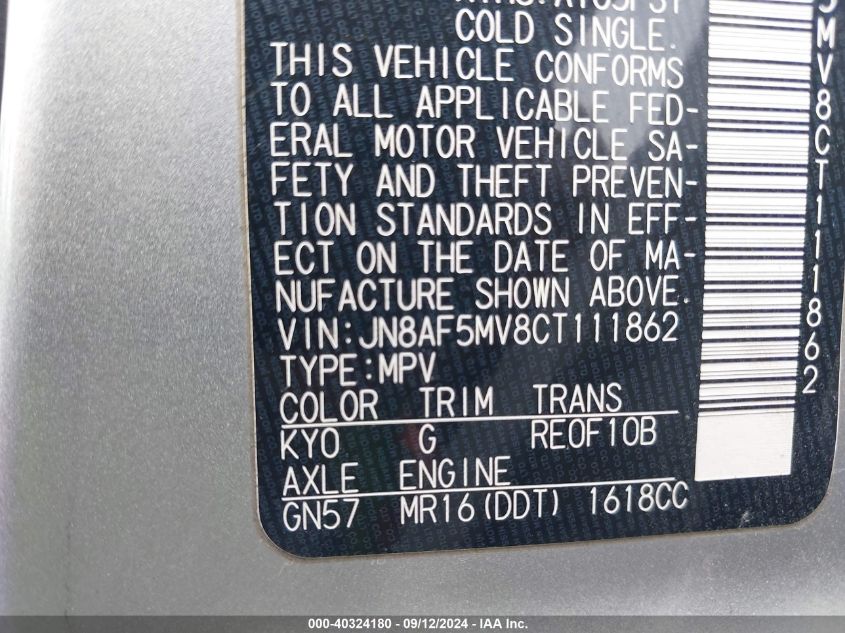 COLD SINGLE.
THIS VEHICLE CONFORMS
TO ALL APPLICABLE FED-
ERAL MOTOR VEHICLE SA-
FETY AND THEFT PREVEN-
TION STANDARDS IN EFF-
ECT ON THE DATE OF MA-
NUFACTURE SHOWN ABOVE.
VIN:JN8AF5MV8CT111862
TYPE:MPV
COLOR TRIM TRANS
KYO G RE0F10B
AXLE ENGINE
GN57 MR16(DDT) 1618CC
5MV8CT111862
000-40324180 - 09/12/2024 - IAA Inc.